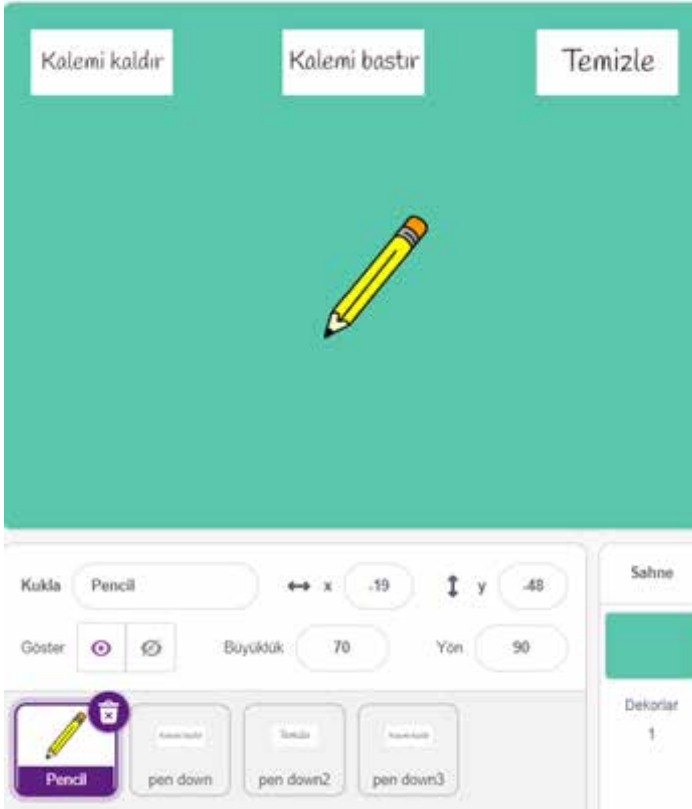 Kalemi kaldır
Kalemi bastır
Temizle
Kukla Pencil x -19 y -48
Göster Büyüklük 70 Yön 90
Sahne
Dekorlar
1
Temizle
Pencil
pen down
pen down2
pen down3